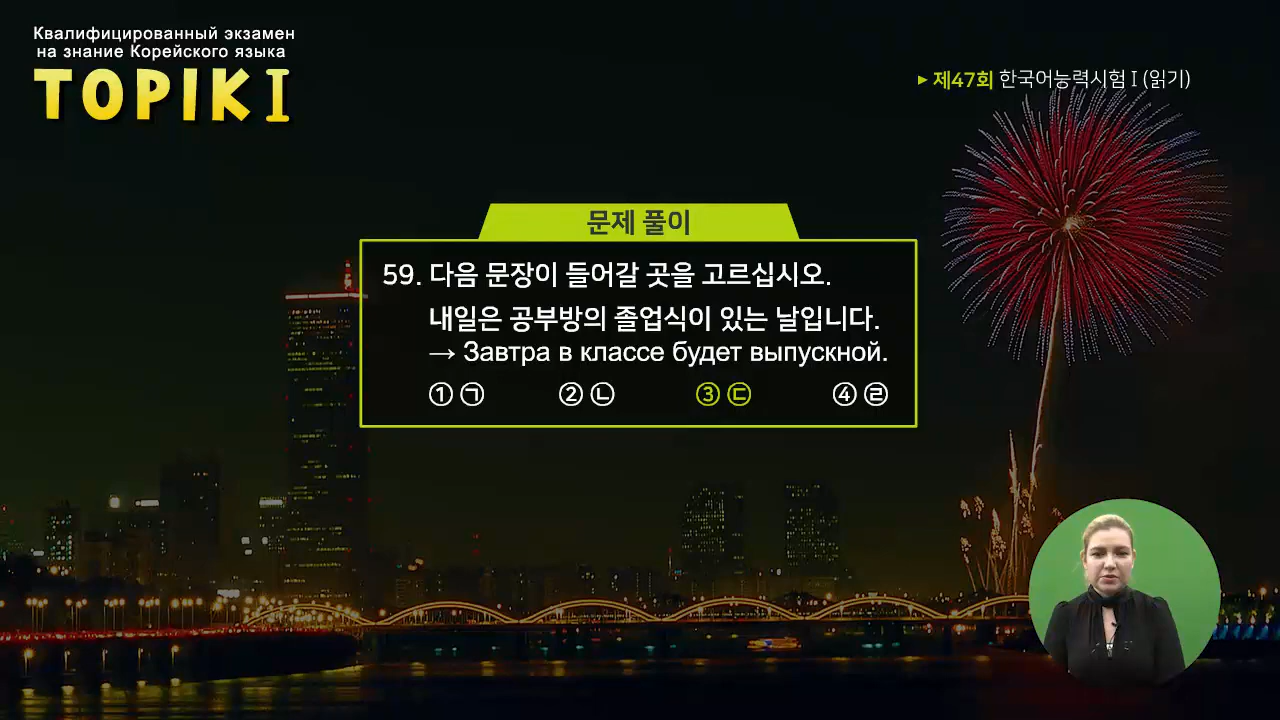 Квалифицированный экзамен
на знание Корейского языка
TOPIK I
▸ 제47회 한국어능력시험 I (읽기)
문제 풀이
59. 다음 문장이 들어갈 곳을 고르십시오.
내일은 공부방의 졸업식이 있는 날입니다.
→ Завтра в классе будет выпускной.
① ㉠ ② ㉡ ③ ㉢ ④ ㉣